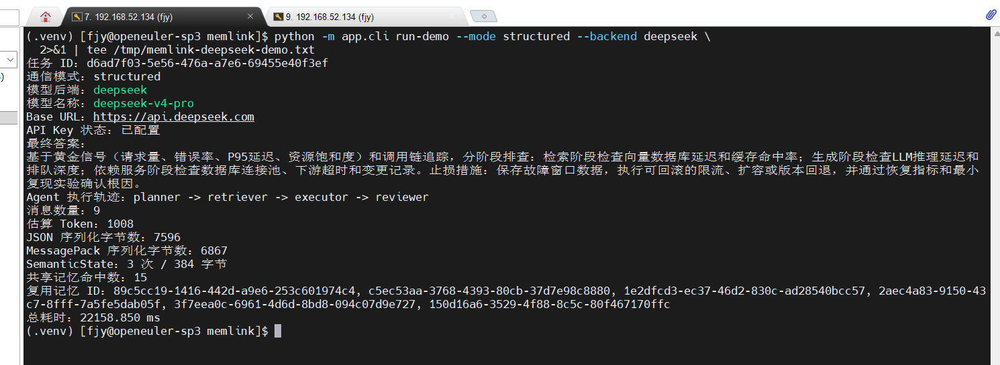 7. 192.168.52.134 (fjy)
9. 192.168.52.134 (fjy)
(.venv) [fjy@openeuler-sp3 memlink]$ python -m app.cli run-demo --mode structured --backend deepseek \
2>&1 | tee /tmp/memlink-deepseek-demo.txt
任务 ID：d6ad7f03-5e56-476a-a7e6-69455e40f3ef
通信模式：structured
模型后端：deepseek
模型名称：deepseek-v4-pro
Base URL：https://api.deepseek.com
API Key 状态：已配置
最终答案：
基于黄金信号（请求量、错误率、P95延迟、资源饱和度）和调用链追踪，分阶段排查：检索阶段检查向量数据库延迟和缓存命中率；生成阶段检查LLM推理延迟和
排队深度；依赖服务阶段检查数据库连接池、下游超时和变更记录。止损措施：保存故障窗口数据，执行可回滚的限流、扩容或版本回退，并通过恢复指标和最小
复现实验确认根因。
Agent 执行轨迹：planner -> retriever -> executor -> reviewer
消息数量：9
估算 Token：1008
JSON 序列化字节数：7596
MessagePack 序列化字节数：6867
SemanticState：3 次 / 384 字节
共享记忆命中数：15
复用记忆 ID：89c5cc19-1416-442d-a9e6-253c601974c4, c5ec53aa-3768-4393-80cb-37d7e98c8880, 1e2dfcd3-ec37-46d2-830c-ad28540bcc57, 2aec4a83-9150-43
c7-8fff-7a5fe5dab05f, 3f7eea0c-6961-4d6d-8bd8-094c07d9e727, 150d16a6-3529-4f88-8c5c-80f467170ffc
总耗时：22158.850 ms
(.venv) [fjy@openeuler-sp3 memlink]$